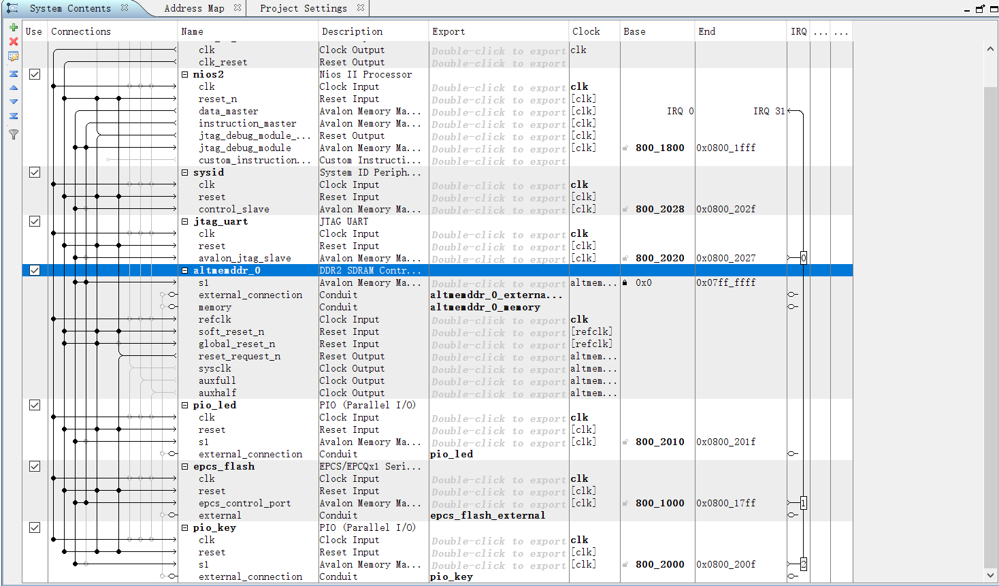 System Contents Address Map Project Settings
Use Connections Name Description Export Clock Base End IRQ ... ...
clk Clock Output Double-click to export clk
clk_reset Reset Output Double-click to export
nios2 Nios II Processor
clk Clock Input Double-click to export clk
reset_n Reset Input Double-click to export [clk]
data_master Avalon Memory Ma... Double-click to export [clk] IRQ 0 IRQ 31
instruction_master Avalon Memory Ma... Double-click to export [clk]
jtag_debug_module_... Reset Output Double-click to export [clk]
jtag_debug_module Avalon Memory Ma... Double-click to export [clk] 800_1800 0x0800_1fff
custom_instruction... Custom Instructi... Double-click to export
sysid System ID Periph...
clk Clock Input Double-click to export clk
reset Reset Input Double-click to export [clk]
control_slave Avalon Memory Ma... Double-click to export [clk] 800_2028 0x0800_202f
jtag_uart JTAG UART
clk Clock Input Double-click to export clk
reset Reset Input Double-click to export [clk]
avalon_jtag_slave Avalon Memory Ma... Double-click to export [clk] 800_2020 0x0800_2027 0
altmemddr_0 DDR2 SDRAM Contr...
s1 Avalon Memory Ma... Double-click to export altmem... 0x0 0x07ff_ffff
external_connection Conduit altmemddr_0_externa...
memory Conduit altmemddr_0_memory
refclk Clock Input Double-click to export clk
soft_reset_n Reset Input Double-click to export [refclk]
global_reset_n Reset Input Double-click to export [refclk]
reset_request_n Reset Output Double-click to export altmem...
sysclk Clock Output Double-click to export altmem...
auxfull Clock Output Double-click to export altmem...
auxhalf Clock Output Double-click to export altmem...
pio_led PIO (Parallel I/O)
clk Clock Input Double-click to export clk
reset Reset Input Double-click to export [clk]
s1 Avalon Memory Ma... Double-click to export [clk] 800_2010 0x0800_201f
external_connection Conduit pio_led
epcs_flash EPCS/EPCQx1 Seri...
clk Clock Input Double-click to export clk
reset Reset Input Double-click to export [clk]
epcs_control_port Avalon Memory Ma... Double-click to export [clk] 800_1000 0x0800_17ff 1
external Conduit epcs_flash_external
pio_key PIO (Parallel I/O)
clk Clock Input Double-click to export clk
reset Reset Input Double-click to export [clk]
s1 Avalon Memory Ma... Double-click to export [clk] 800_2000 0x0800_200f 2
external_connection Conduit pio_key